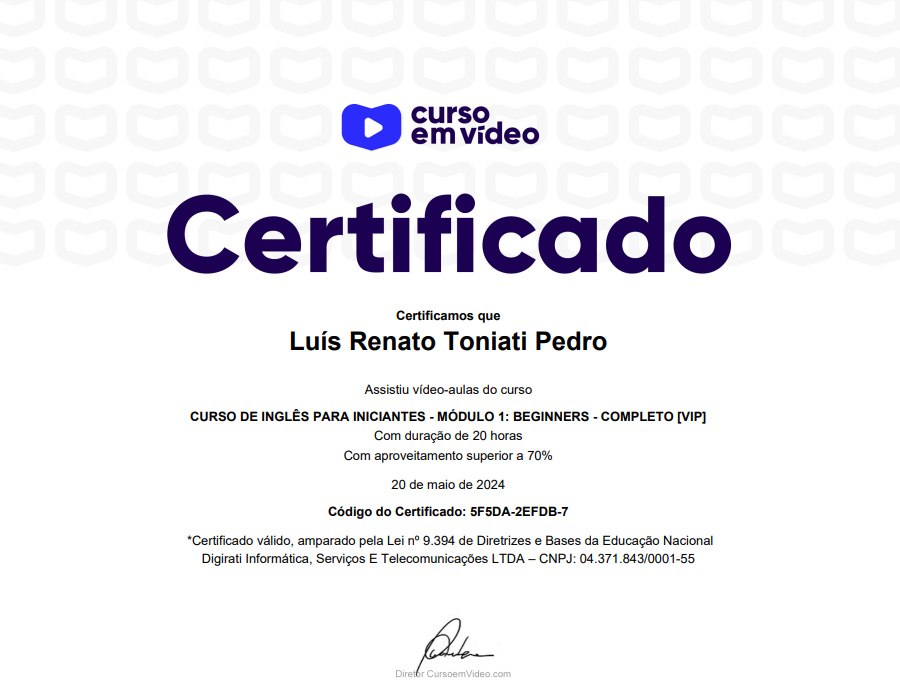 curso
em vídeo
Certificado
Certificamos que
Luís Renato Toniati Pedro
Assistiu vídeo-aulas do curso
CURSO DE INGLÊS PARA INICIANTES - MÓDULO 1: BEGINNERS - COMPLETO [VIP]
Com duração de 20 horas
Com aproveitamento superior a 70%
20 de maio de 2024
Código do Certificado: 5F5DA-2EFDB-7
*Certificado válido, amparado pela Lei nº 9.394 de Diretrizes e Bases da Educação Nacional
Digirati Informática, Serviços E Telecomunicações LTDA – CNPJ: 04.371.843/0001-55
Diretor CursoemVideo.com